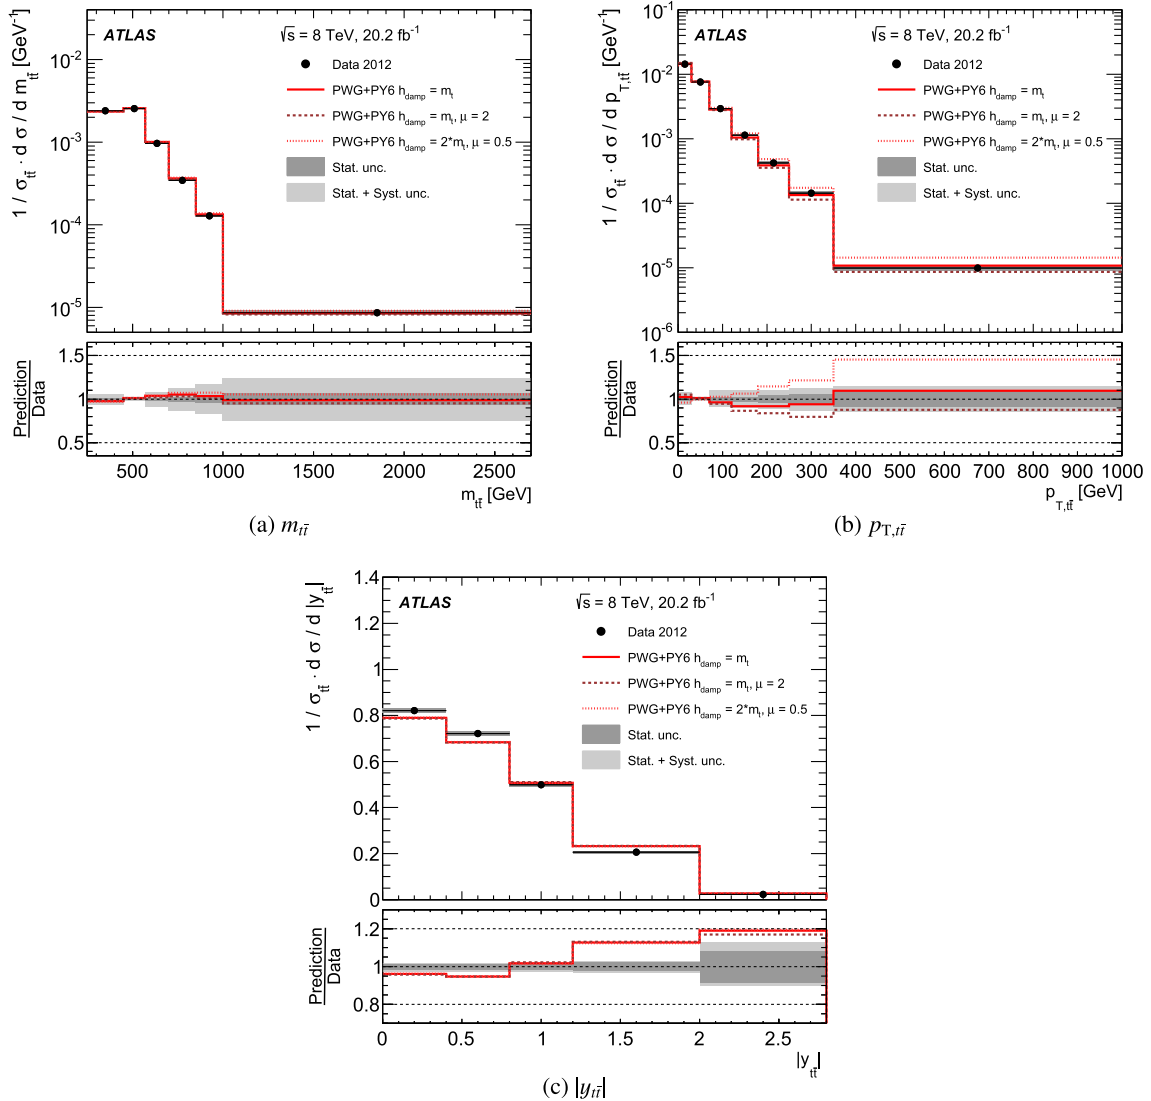 ATLAS
√s = 8 TeV, 20.2 fb⁻¹
Data 2012
PWG+PY6 h_damp = m_t
PWG+PY6 h_damp = m_t, μ = 2
PWG+PY6 h_damp = 2*m_t, μ = 0.5
Stat. unc.
Stat. + Syst. unc.
1 / σ_tt̄ · d σ / d m_tt̄ [GeV⁻¹]
10⁻²
10⁻³
10⁻⁴
10⁻⁵
Prediction
Data
1.5
1
0.5
500 1000 1500 2000 2500
m_tt̄ [GeV]
(a) m_tt̄
ATLAS
√s = 8 TeV, 20.2 fb⁻¹
Data 2012
PWG+PY6 h_damp = m_t
PWG+PY6 h_damp = m_t, μ = 2
PWG+PY6 h_damp = 2*m_t, μ = 0.5
Stat. unc.
Stat. + Syst. unc.
1 / σ_tt̄ · d σ / d p_T,tt̄ [GeV⁻¹]
10⁻¹
10⁻²
10⁻³
10⁻⁴
10⁻⁵
10⁻⁶
Prediction
Data
1.5
1
0.5
0 100 200 300 400 500 600 700 800 900 1000
p_T,tt̄ [GeV]
(b) p_T,tt̄
ATLAS
√s = 8 TeV, 20.2 fb⁻¹
Data 2012
PWG+PY6 h_damp = m_t
PWG+PY6 h_damp = m_t, μ = 2
PWG+PY6 h_damp = 2*m_t, μ = 0.5
Stat. unc.
Stat. + Syst. unc.
1 / σ_tt̄ · d σ / d |y_tt̄|
1.4
1.2
1
0.8
0.6
0.4
0.2
0
Prediction
Data
1.2
1
0.8
0 0.5 1 1.5 2 2.5
|y_tt̄|
(c) |y_tt̄|